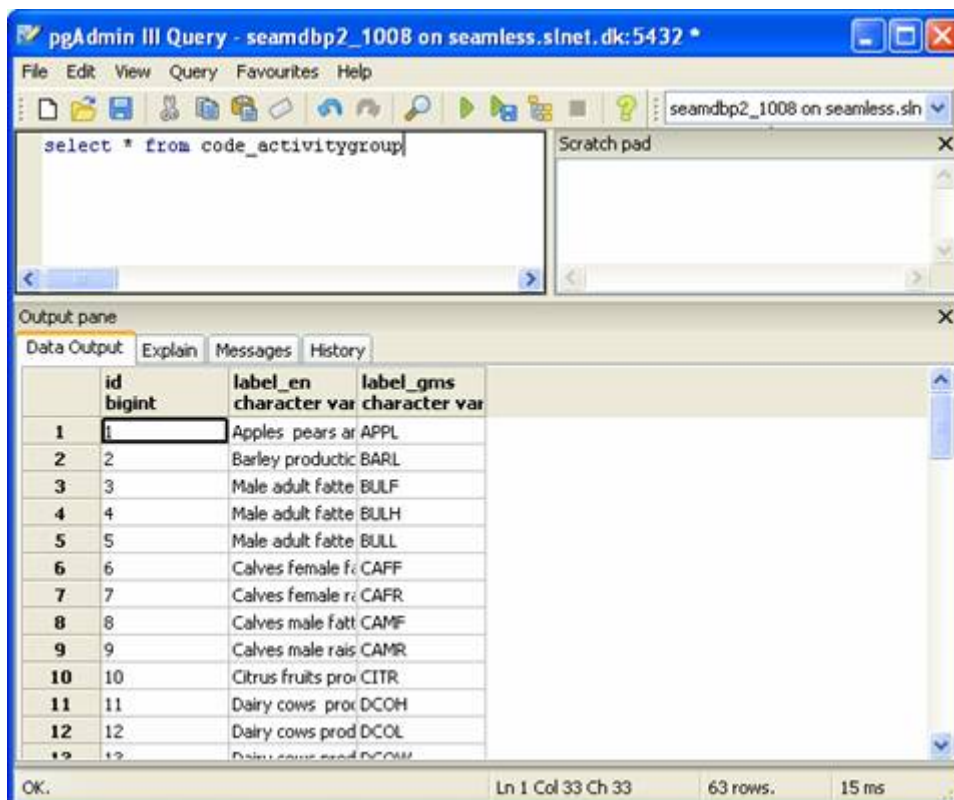 pgAdmin III Query - seamdbp2_1008 on seamless.slnet.dk:5432 *
File Edit View Query Favourites Help
seamdbp2_1008 on seamless.sln
select * from code_activitygroup
Scratch pad
Output pane
Data Output Explain Messages History
id label_en label_gms
bigint character var character var
1 1 Apples pears ar APPL
2 2 Barley productic BARL
3 3 Male adult fatte BULF
4 4 Male adult fatte BULH
5 5 Male adult fatte BULL
6 6 Calves female fa CAFF
7 7 Calves female ra CAFR
8 8 Calves male fatt CAMF
9 9 Calves male rais CAMR
10 10 Citrus fruits pro CITR
11 11 Dairy cows proc DCOH
12 12 Dairy cows prod DCOL
13 13 Dairy cows prod DCOW
OK. Ln 1 Col 33 Ch 33 63 rows. 15 ms